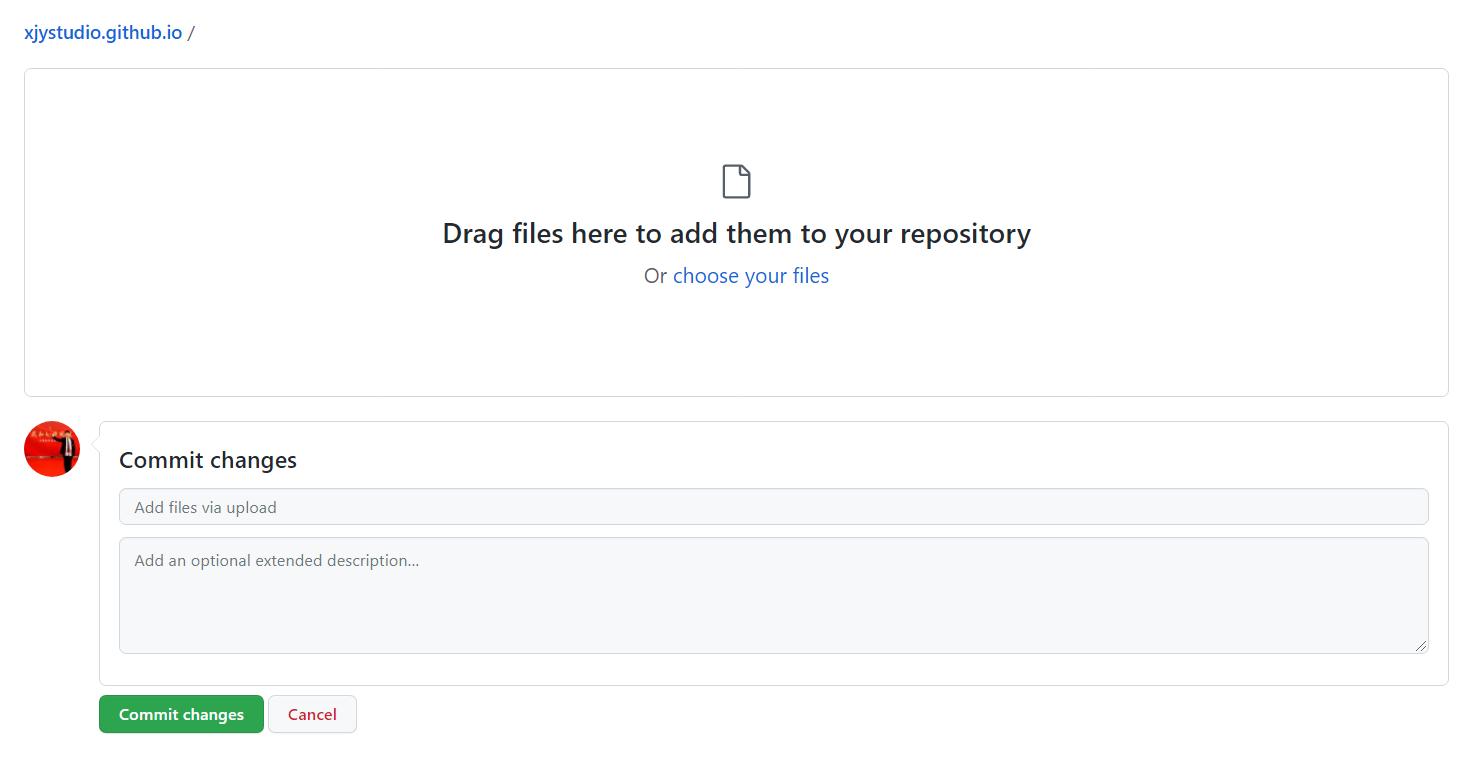 xjystudio.github.io /
Drag files here to add them to your repository
Or choose your files
Commit changes
Add files via upload
Add an optional extended description...
Commit changes
Cancel